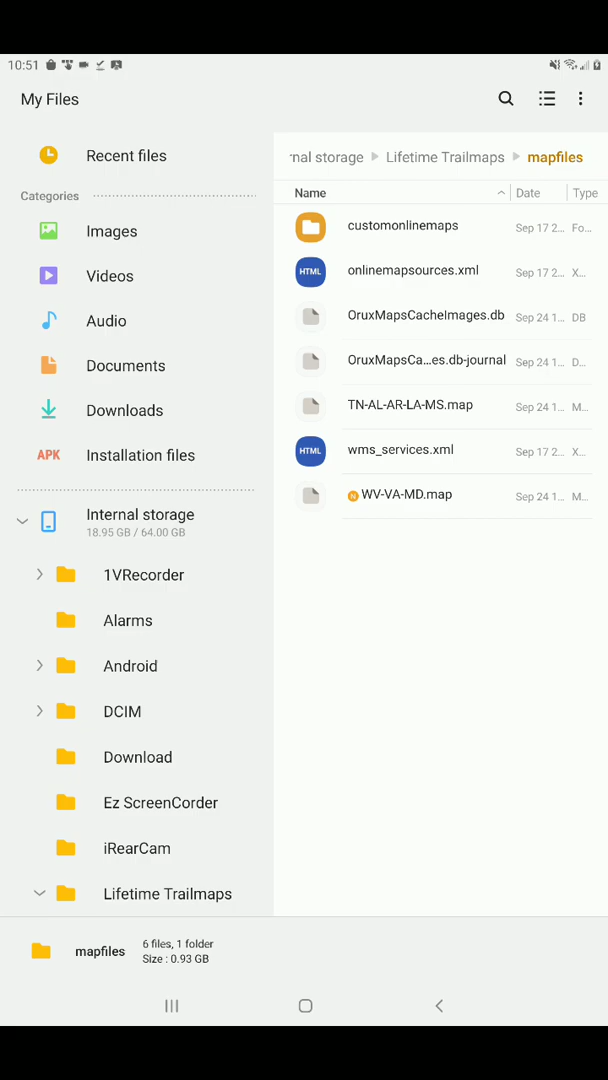 10:51
My Files
Recent files
Categories
Images
Videos
Audio
Documents
Downloads
APK Installation files
Internal storage
18.95 GB / 64.00 GB
1VRecorder
Alarms
Android
DCIM
Download
Ez ScreenCorder
iRearCam
Lifetime Trailmaps
rnal storage Lifetime Trailmaps mapfiles
Name Date Type
customonlinemaps Sep 17 2... Fo...
HTML onlinemapsources.xml Sep 17 2... X...
OruxMapsCacheImages.db Sep 24 1... DB
OruxMapsCa...es.db-journal Sep 24 1... D...
TN-AL-AR-LA-MS.map Sep 24 1... M...
HTML wms_services.xml Sep 17 2... X...
N WV-VA-MD.map Sep 24 1... M...
mapfiles
6 files, 1 folder
Size : 0.93 GB